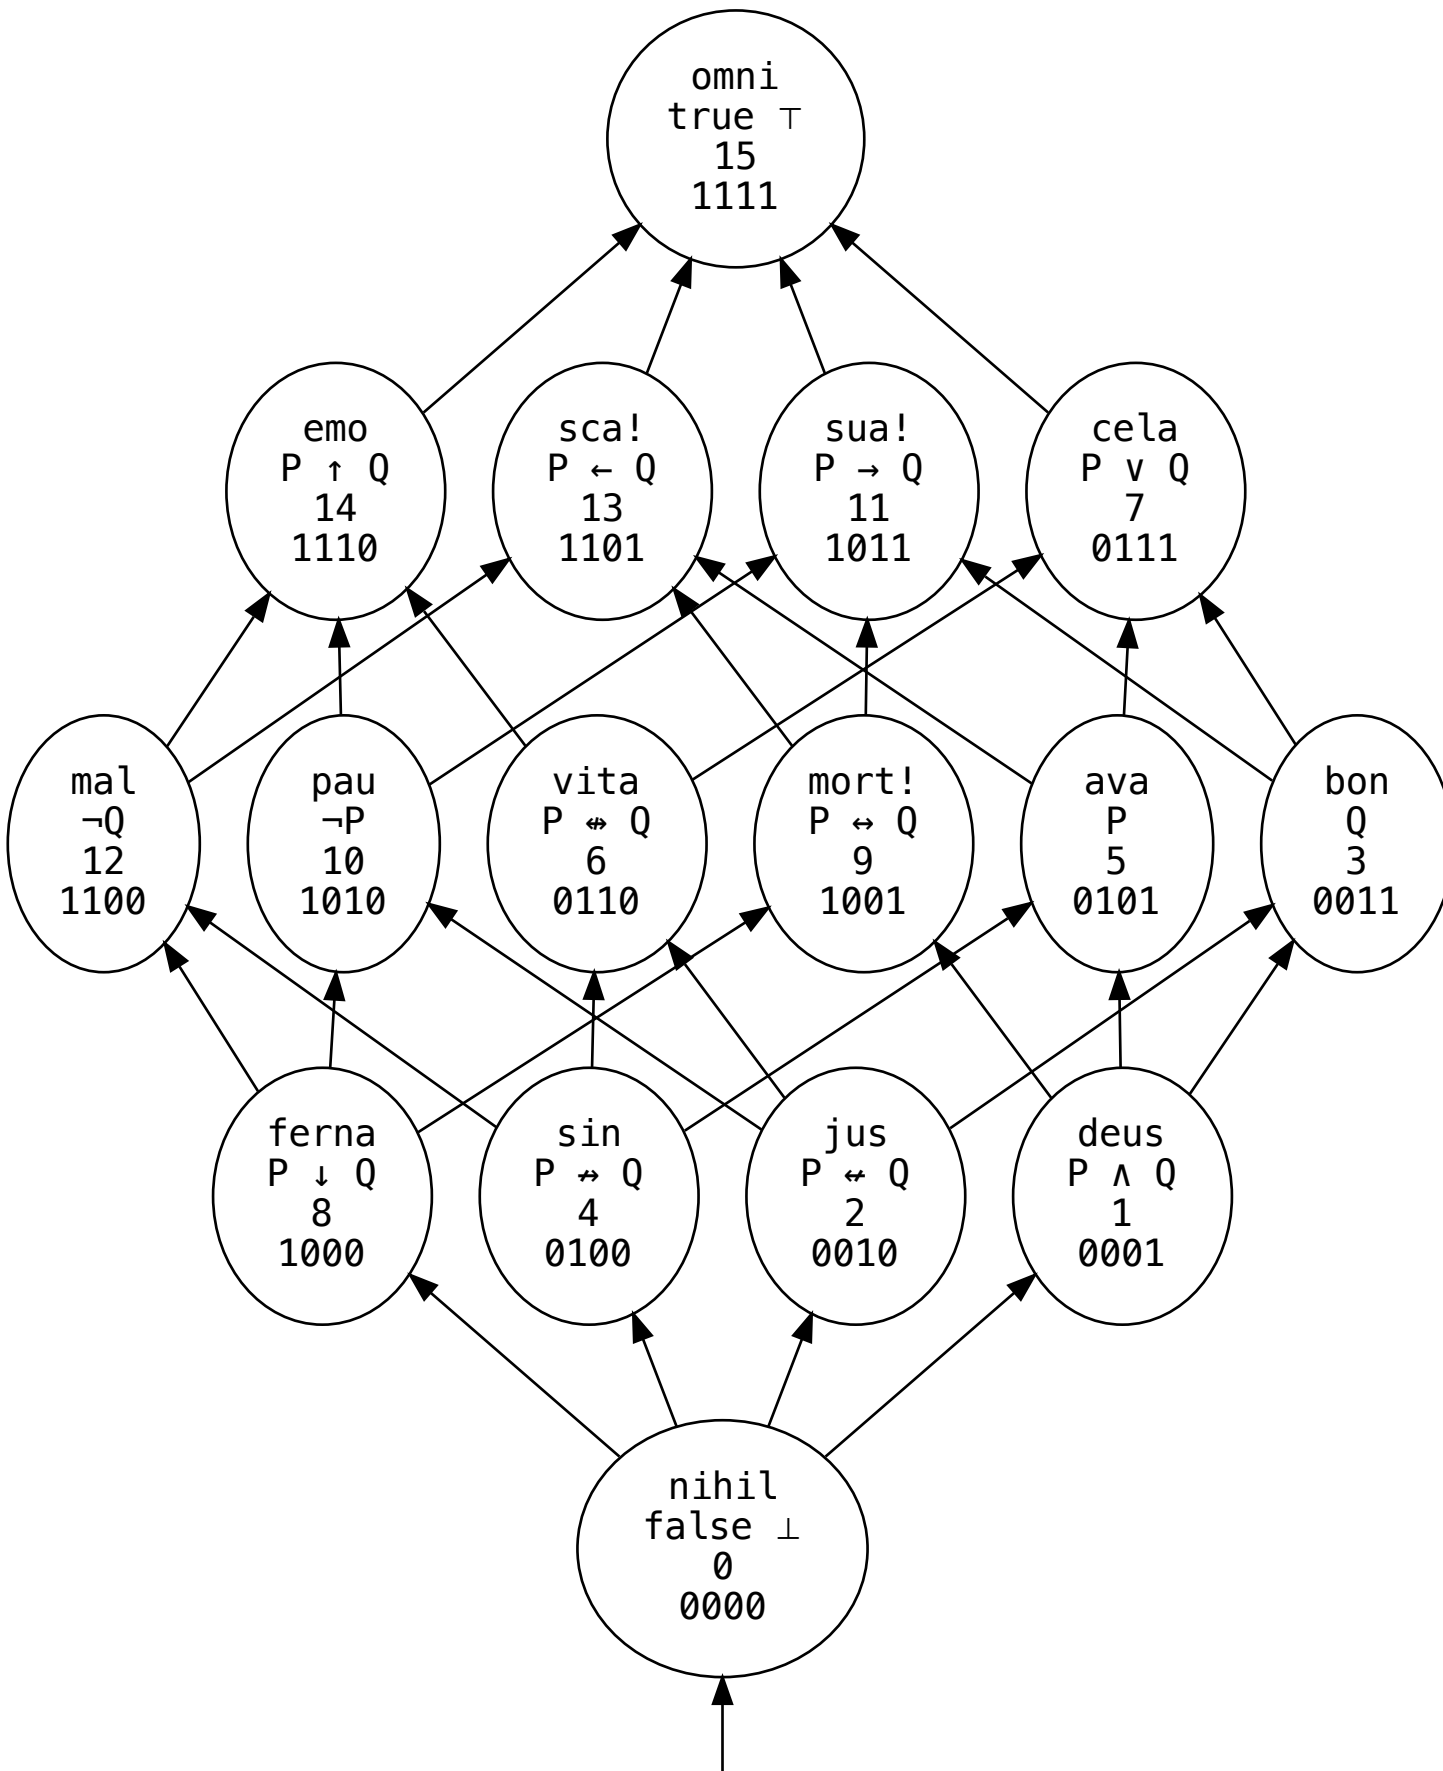 omni
true ⊤
15
1111
emo
P ↑ Q
14
1110
sca!
P ← Q
13
1101
sua!
P → Q
11
1011
cela
P ∨ Q
7
0111
mal
¬Q
12
1100
pau
¬P
10
1010
vita
P ↮ Q
6
0110
mort!
P ↔ Q
9
1001
ava
P
5
0101
bon
Q
3
0011
ferna
P ↓ Q
8
1000
sin
P ↛ Q
4
0100
jus
P ↚ Q
2
0010
deus
P ∧ Q
1
0001
nihil
false ⊥
0
0000